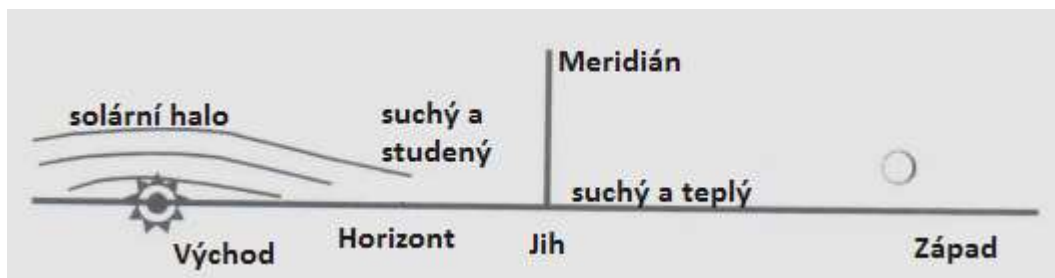 Meridián
solární halo
suchý a
studený
suchý a teplý
Východ
Horizont
Jih
Západ